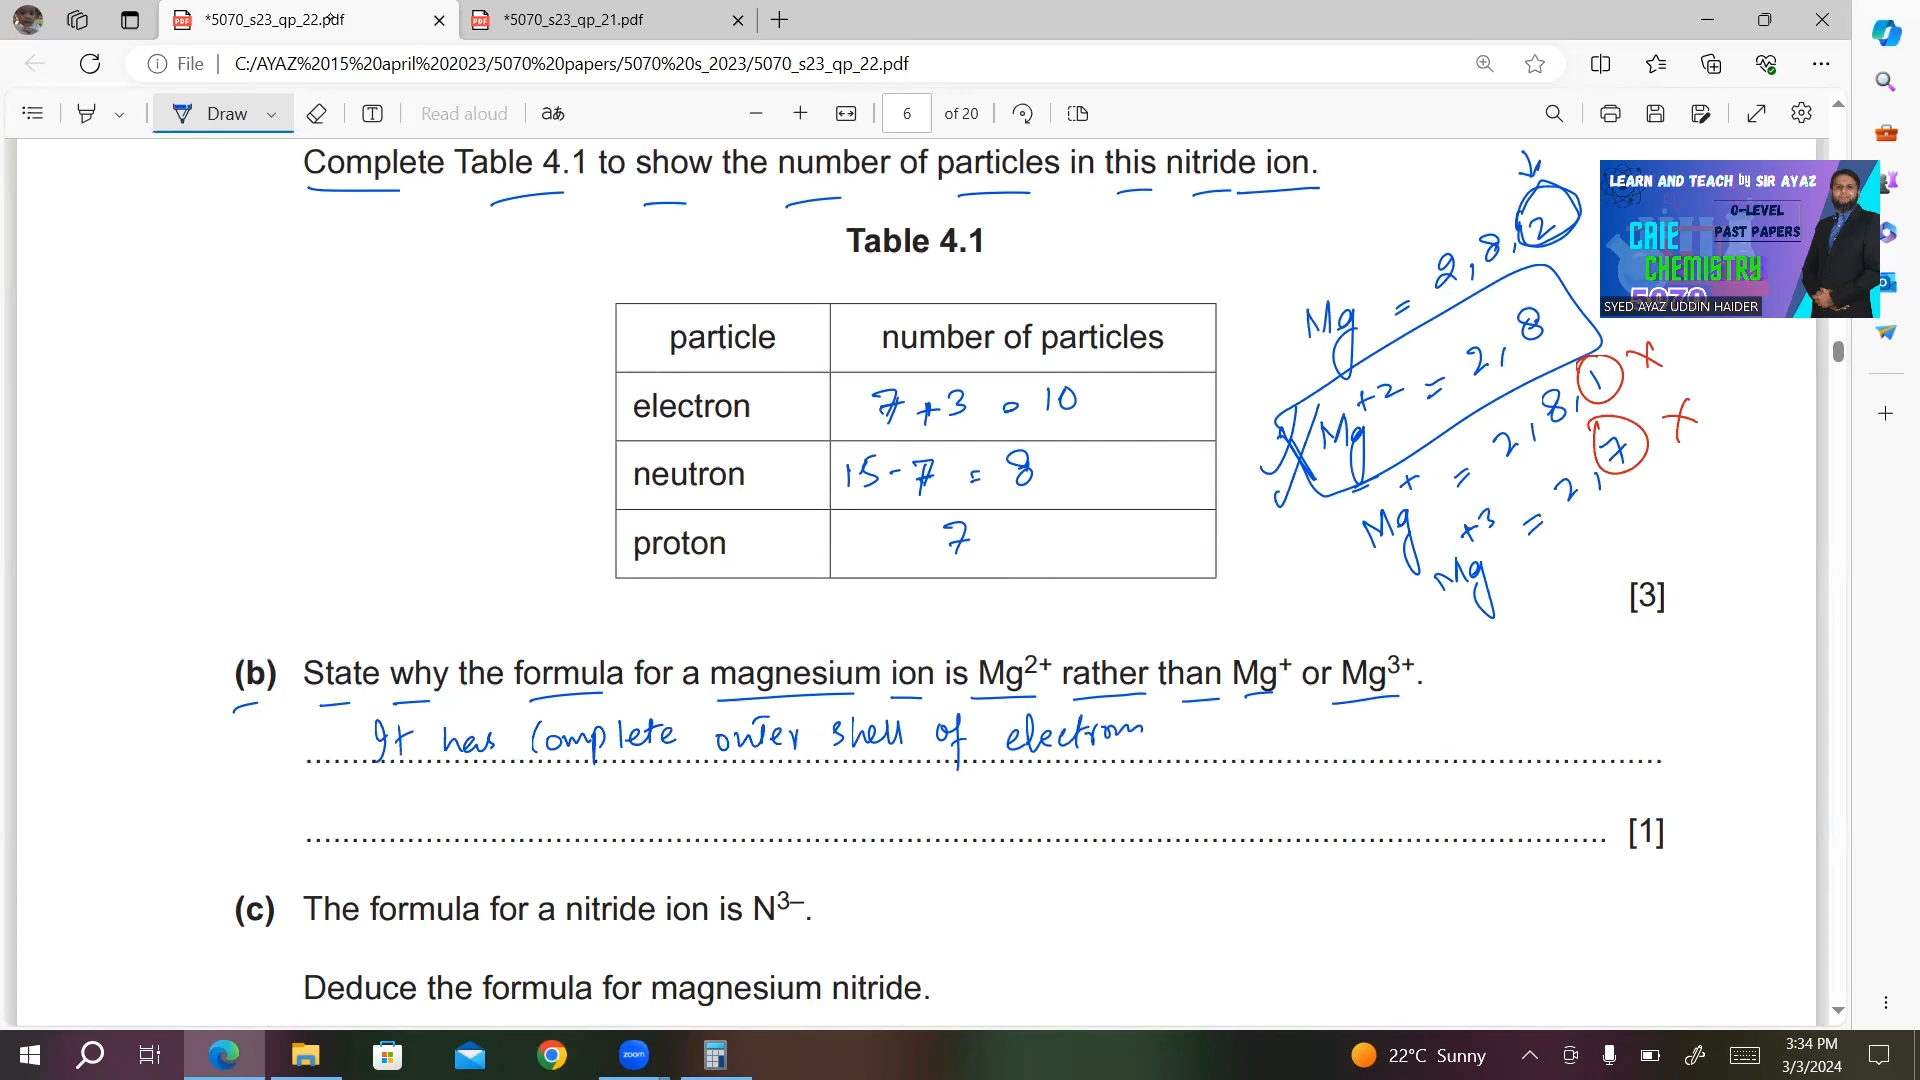 *5070_s23_qp_22.pdf
*5070_s23_qp_21.pdf
File
C:/AYAZ%2015%20april%202023/5070%20papers/5070%20s_2023/5070_s23_qp_22.pdf
Draw
Read aloud
aあ
6 of 20
Complete Table 4.1 to show the number of particles in this nitride ion.
Table 4.1
particle number of particles
electron 7 + 3 = 10
neutron 15 - 7 = 8
proton 7
[3]
Mg = 2, 8, 2
Mg +2 = 2, 8
Mg + = 2, 8, 1 x
Mg +3 = 2, 7 x
LEARN AND TEACH by SIR AYAZ
O-LEVEL
PAST PAPERS
CAIE
CHEMISTRY
5070
SYED AYAZ UDDIN HAIDER
(b) State why the formula for a magnesium ion is Mg2+ rather than Mg+ or Mg3+.
It has complete outer shell of electron
[1]
(c) The formula for a nitride ion is N3–.
Deduce the formula for magnesium nitride.
zoom
22°C Sunny
3:34 PM
3/3/2024